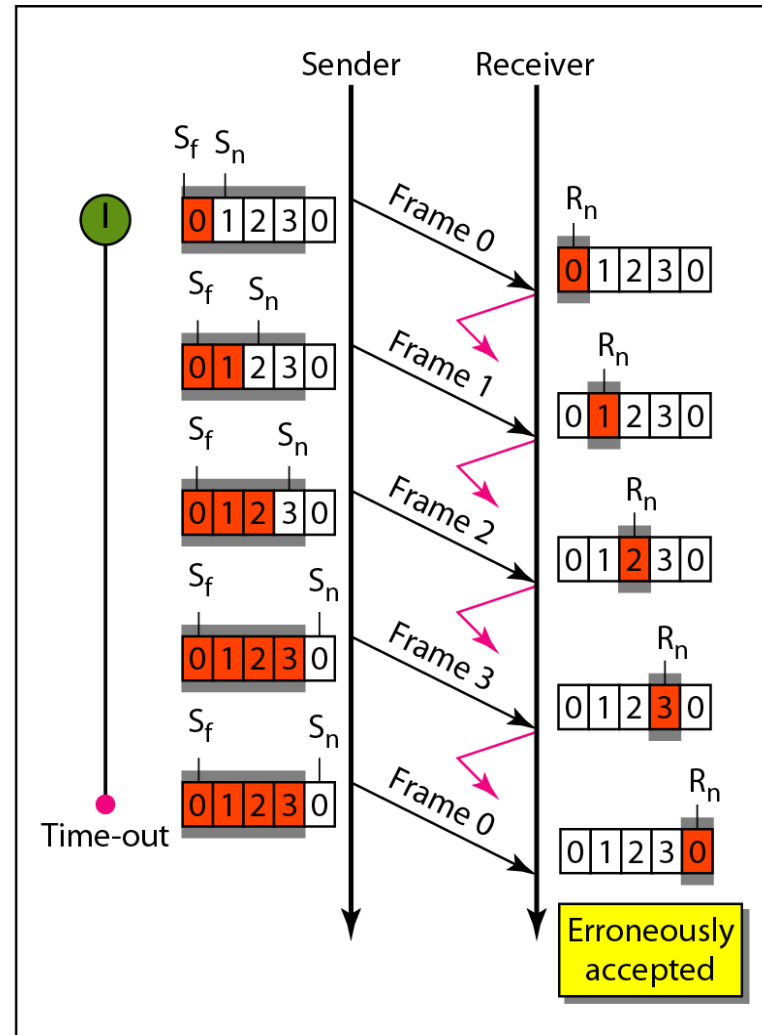 Sender Receiver
Sf Sn
0 1 2 3 0
Frame 0
Rn
0 1 2 3 0
Sf Sn
0 1 2 3 0
Frame 1
Rn
0 1 2 3 0
Sf Sn
0 1 2 3 0
Frame 2
Rn
0 1 2 3 0
Sf Sn
0 1 2 3 0
Frame 3
Rn
0 1 2 3 0
Sf Sn
0 1 2 3 0
Frame 0
Rn
0 1 2 3 0
Time-out
Erroneously
accepted